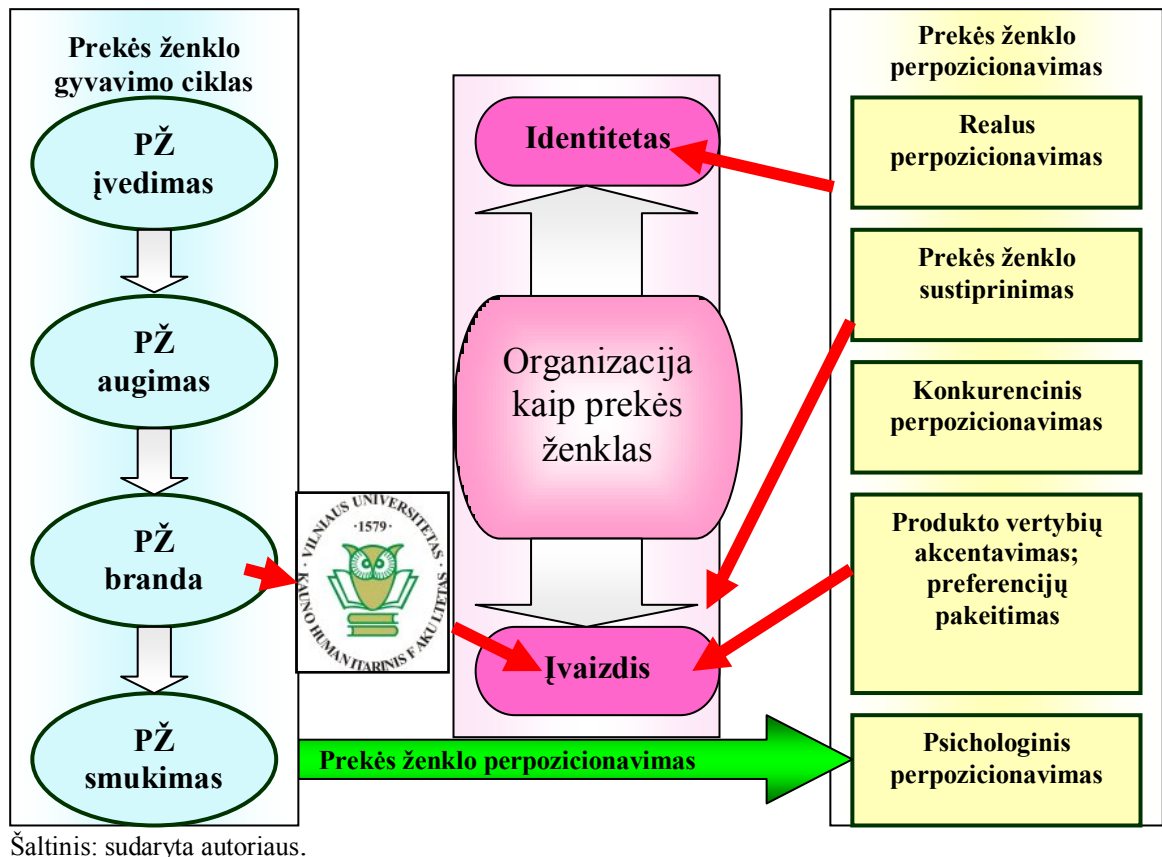 Prekės ženklo
gyvavimo ciklas
PŽ
įvedimas
PŽ
augimas
PŽ
branda
PŽ
smukimas
· VILNIAUS UNIVERSITETAS ·
·1579·
KAUNO HUMANITARINIS FAKULTETAS
Identitetas
Organizacija
kaip prekės
ženklas
Įvaizdis
Prekės ženklo perpozicionavimas
Prekės ženklo
perpozicionavimas
Realus
perpozicionavimas
Prekės ženklo
sustiprinimas
Konkurencinis
perpozicionavimas
Produkto vertybių
akcentavimas;
preferencijų
pakeitimas
Psichologinis
perpozicionavimas
Šaltinis: sudaryta autoriaus.